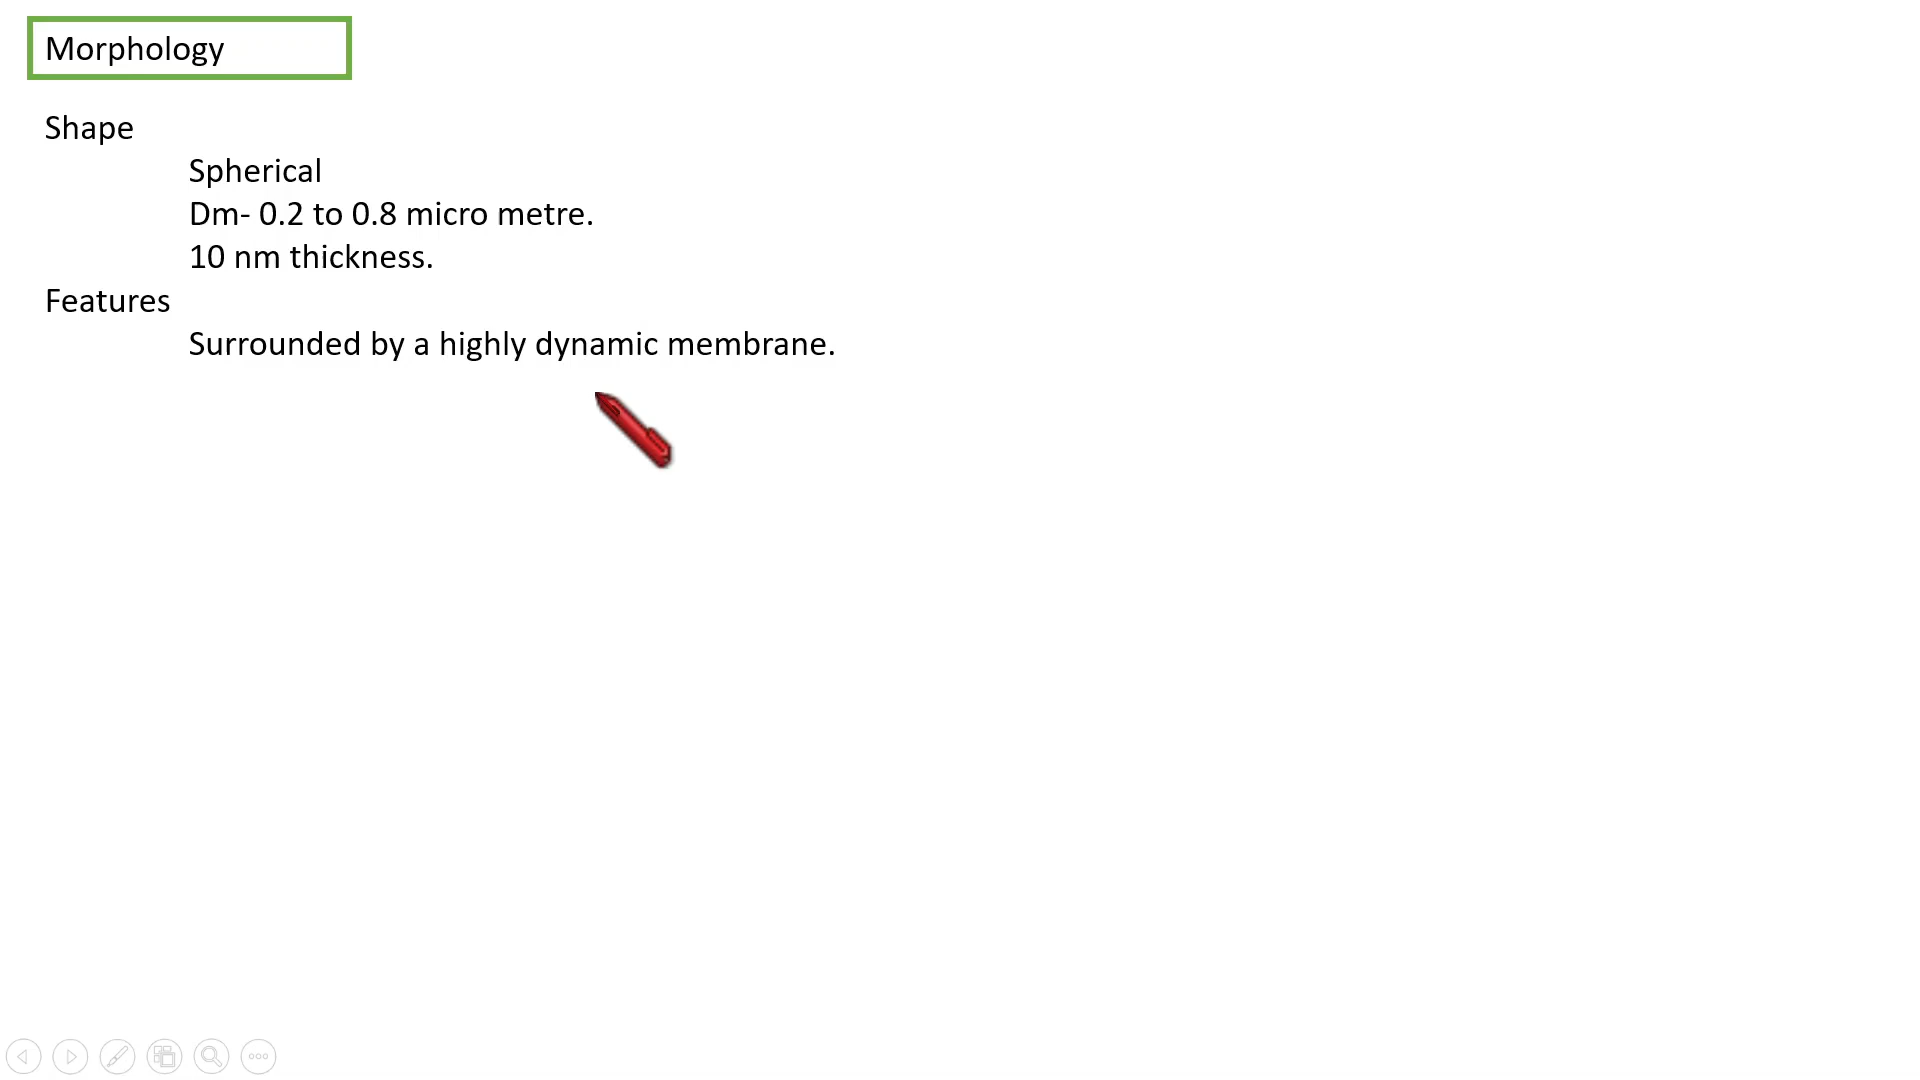 Morphology
Shape
Spherical
Dm- 0.2 to 0.8 micro metre.
10 nm thickness.
Features
Surrounded by a highly dynamic membrane.